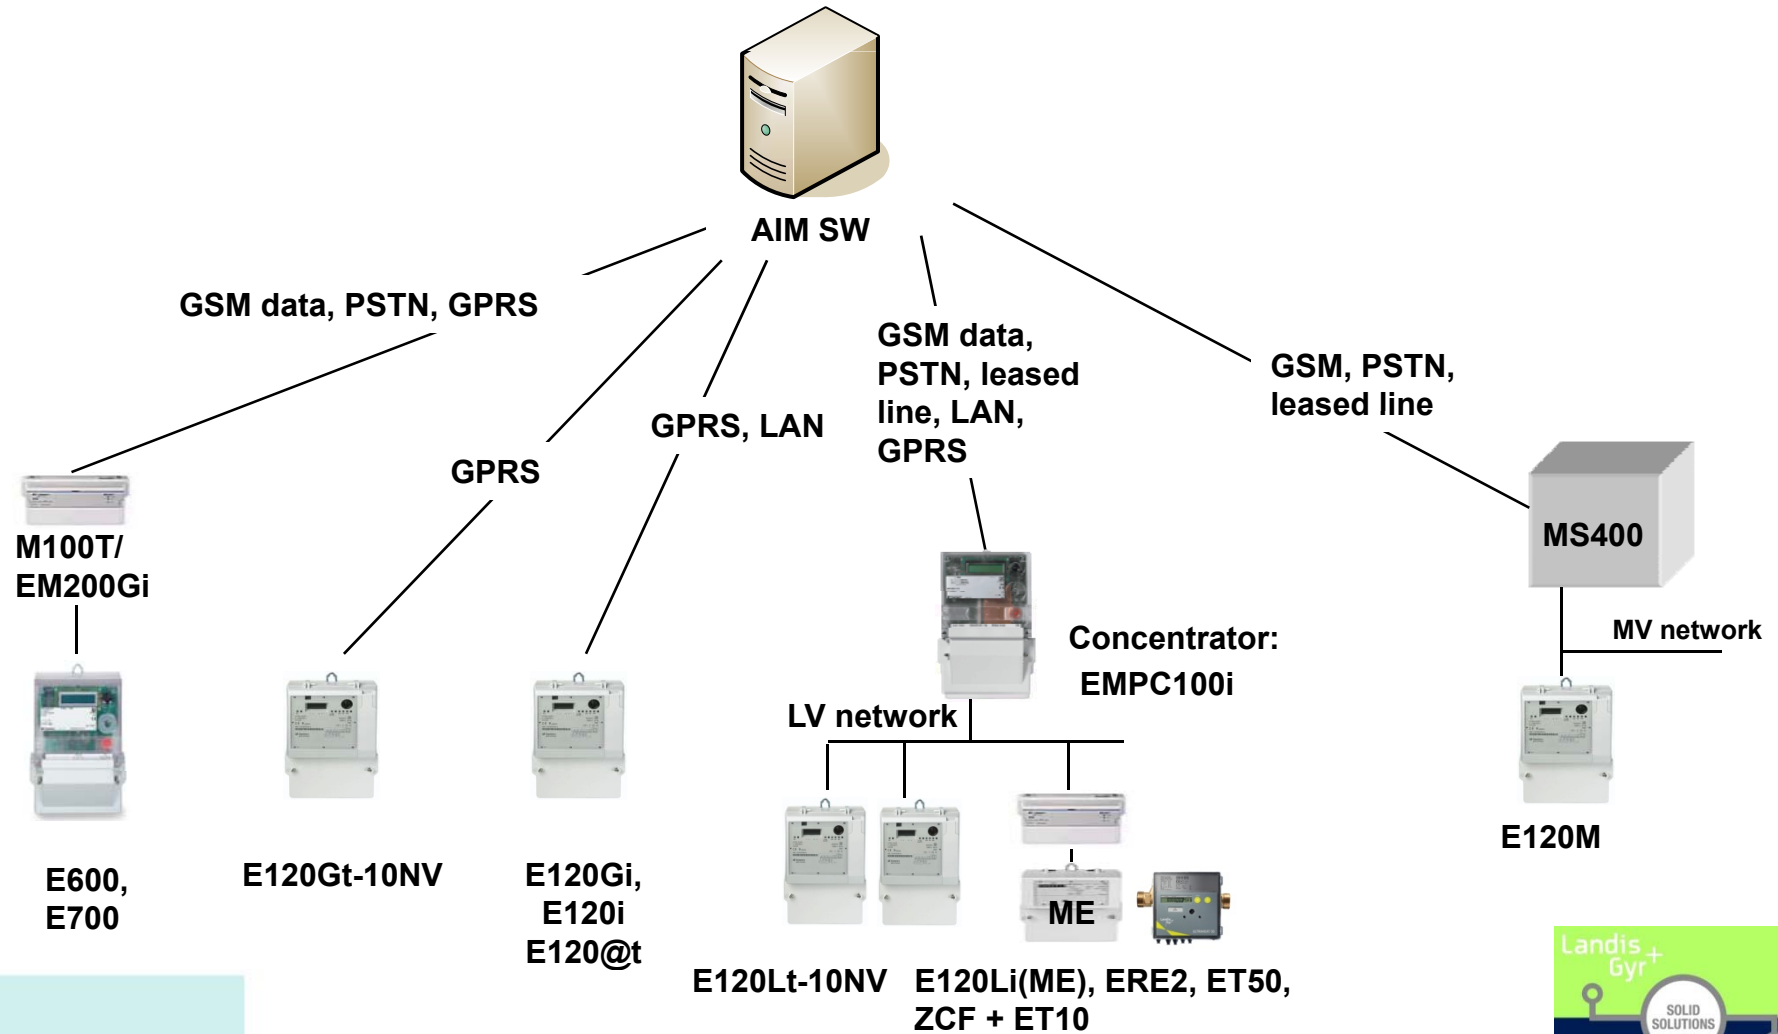 AIM SW
GSM data, PSTN, GPRS
GPRS
GPRS, LAN
GSM data,
PSTN, leased
line, LAN,
GPRS
GSM, PSTN,
leased line
M100T/
EM200Gi
MS400
MV network
Concentrator:
EMPC100i
LV network
E600,
E700
E120Gt-10NV
E120Gi,
E120i
E120@t
ME
E120M
E120Lt-10NV
E120Li(ME), ERE2, ET50,
ZCF + ET10
Landis+
Gyr
SOLID
SOLUTIONS